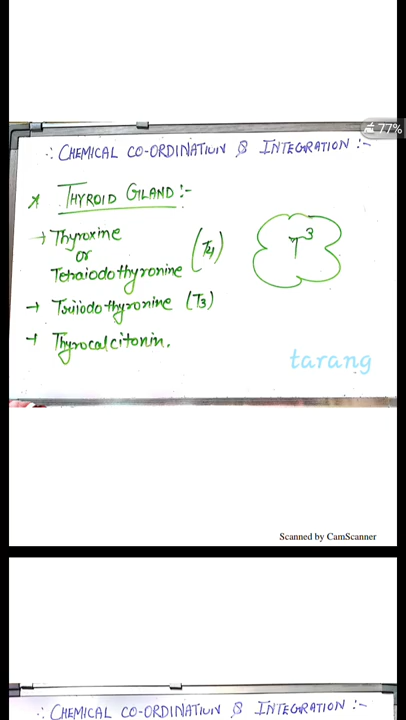 77%
∴ CHEMICAL CO-ORDINATION & INTEGRATION :-
* THYROID GLAND :-
→ Thyroxine
or
Tetraiodothyronine (T4)
T³
→ Triiodothyronine (T3)
→ Thyrocalcitonin.
tarang
Scanned by CamScanner
∴ CHEMICAL CO-ORDINATION & INTEGRATION :-